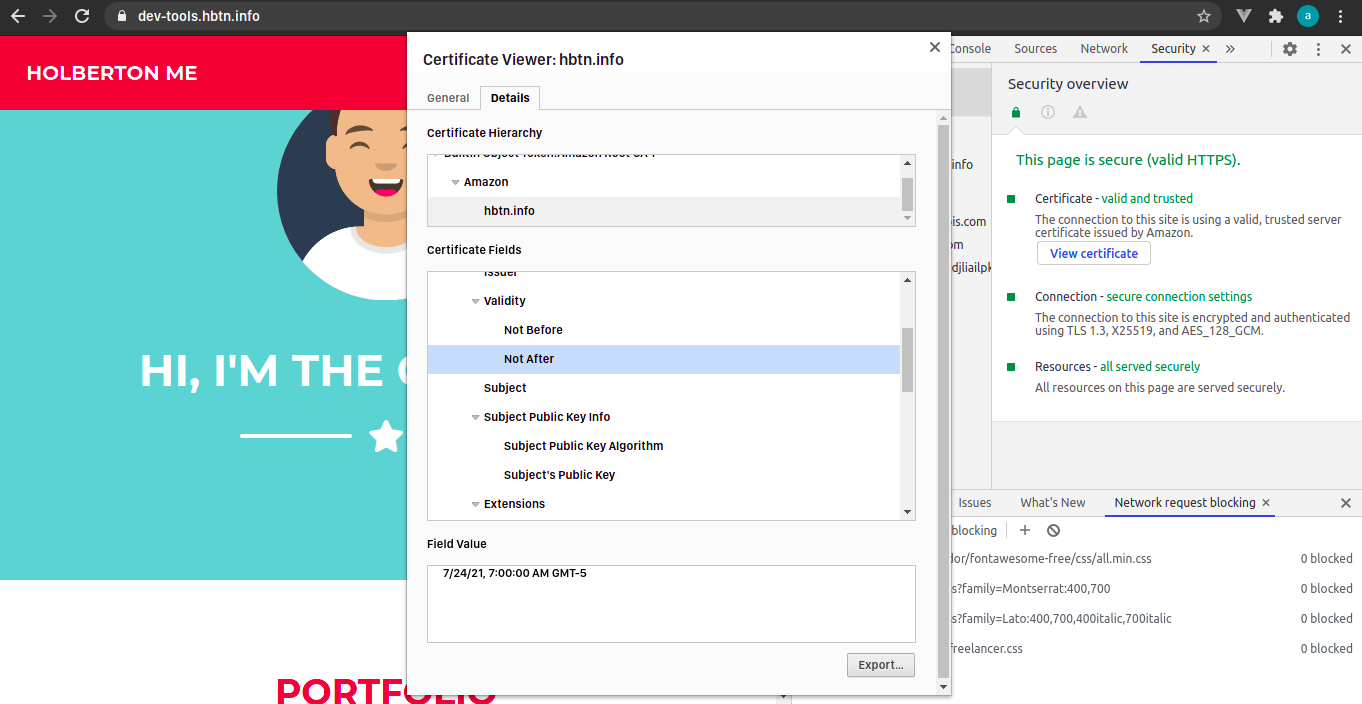 dev-tools.hbtn.info
a
HOLBERTON ME
HI, I'M THE
PORTFOLIO
Certificate Viewer: hbtn.info
General
Details
Certificate Hierarchy
Builtin Object Token:Amazon Root CA 1
Amazon
hbtn.info
Certificate Fields
Issuer
Validity
Not Before
Not After
Subject
Subject Public Key Info
Subject Public Key Algorithm
Subject's Public Key
Extensions
Field Value
7/24/21, 7:00:00 AM GMT-5
Export...
Console Sources Network Security
info
is.com
om
djliailpk
Security overview
This page is secure (valid HTTPS).
Certificate - valid and trusted
The connection to this site is using a valid, trusted server
certificate issued by Amazon.
View certificate
Connection - secure connection settings
The connection to this site is encrypted and authenticated
using TLS 1.3, X25519, and AES_128_GCM.
Resources - all served securely
All resources on this page are served securely.
Issues What's New Network request blocking
blocking
dor/fontawesome-free/css/all.min.css 0 blocked
s?family=Montserrat:400,700 0 blocked
s?family=Lato:400,700,400italic,700italic 0 blocked
freelancer.css 0 blocked